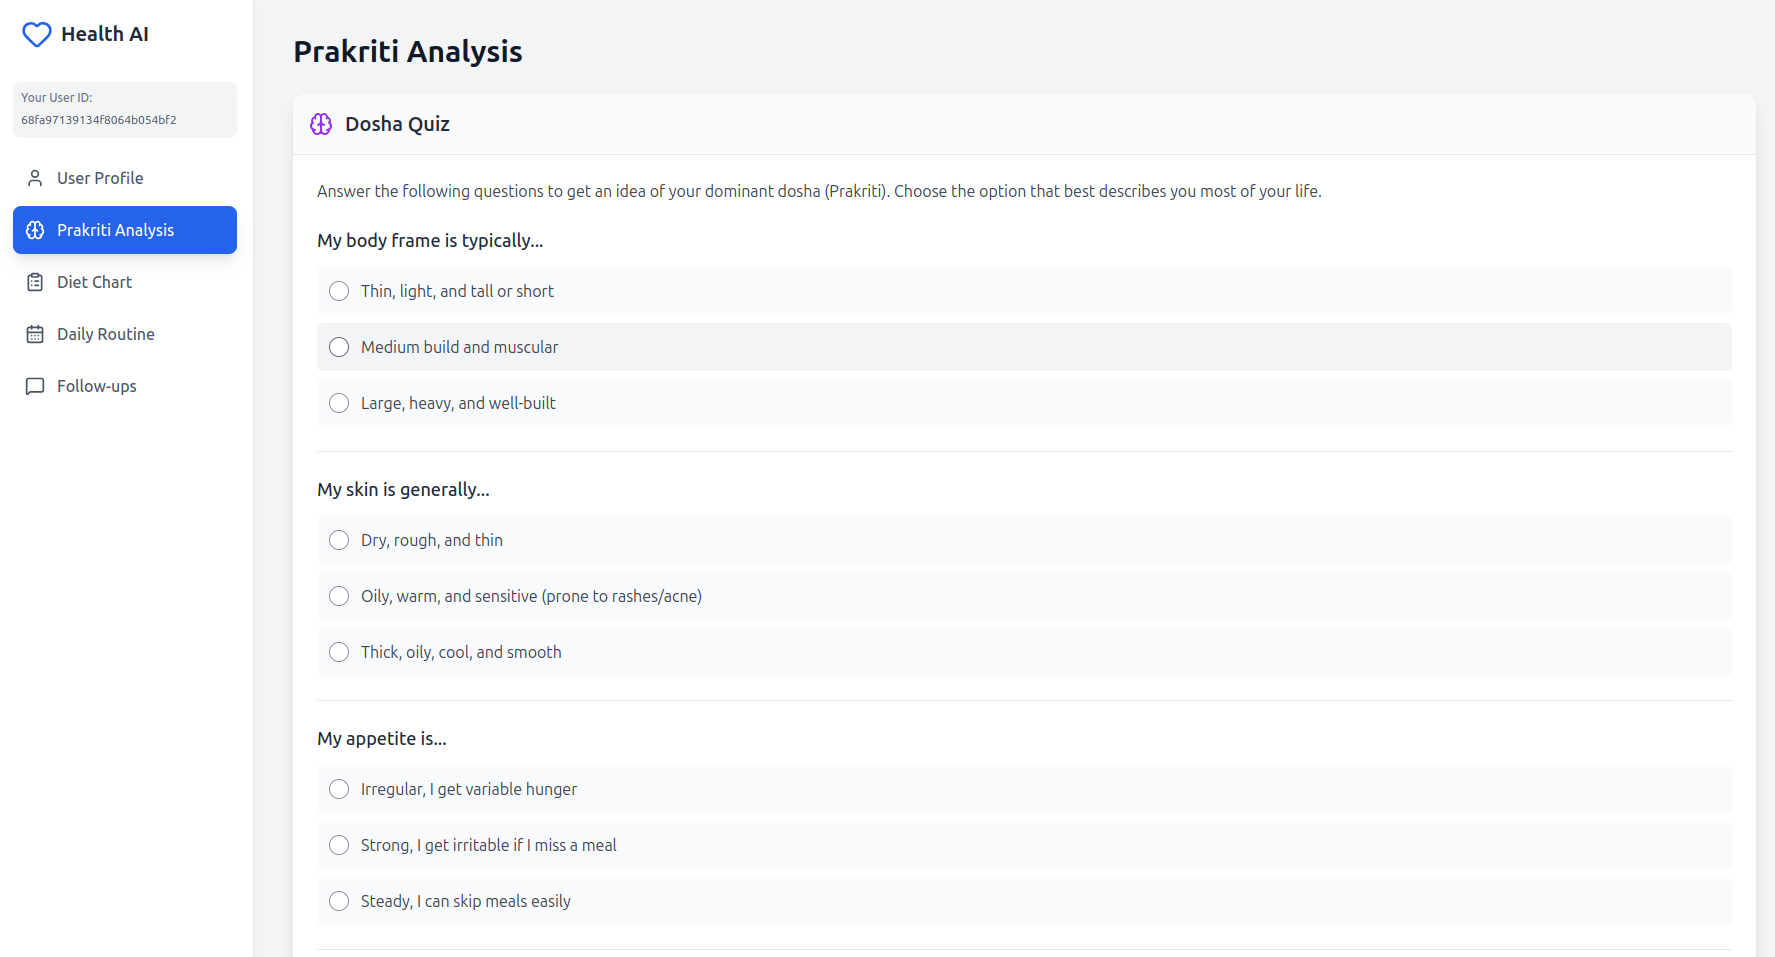 Health AI
Your User ID:
68fa97139134f8064b054bf2
User Profile
Prakriti Analysis
Diet Chart
Daily Routine
Follow-ups
Prakriti Analysis
Dosha Quiz
Answer the following questions to get an idea of your dominant dosha (Prakriti). Choose the option that best describes you most of your life.
My body frame is typically...
Thin, light, and tall or short
Medium build and muscular
Large, heavy, and well-built
My skin is generally...
Dry, rough, and thin
Oily, warm, and sensitive (prone to rashes/acne)
Thick, oily, cool, and smooth
My appetite is...
Irregular, I get variable hunger
Strong, I get irritable if I miss a meal
Steady, I can skip meals easily